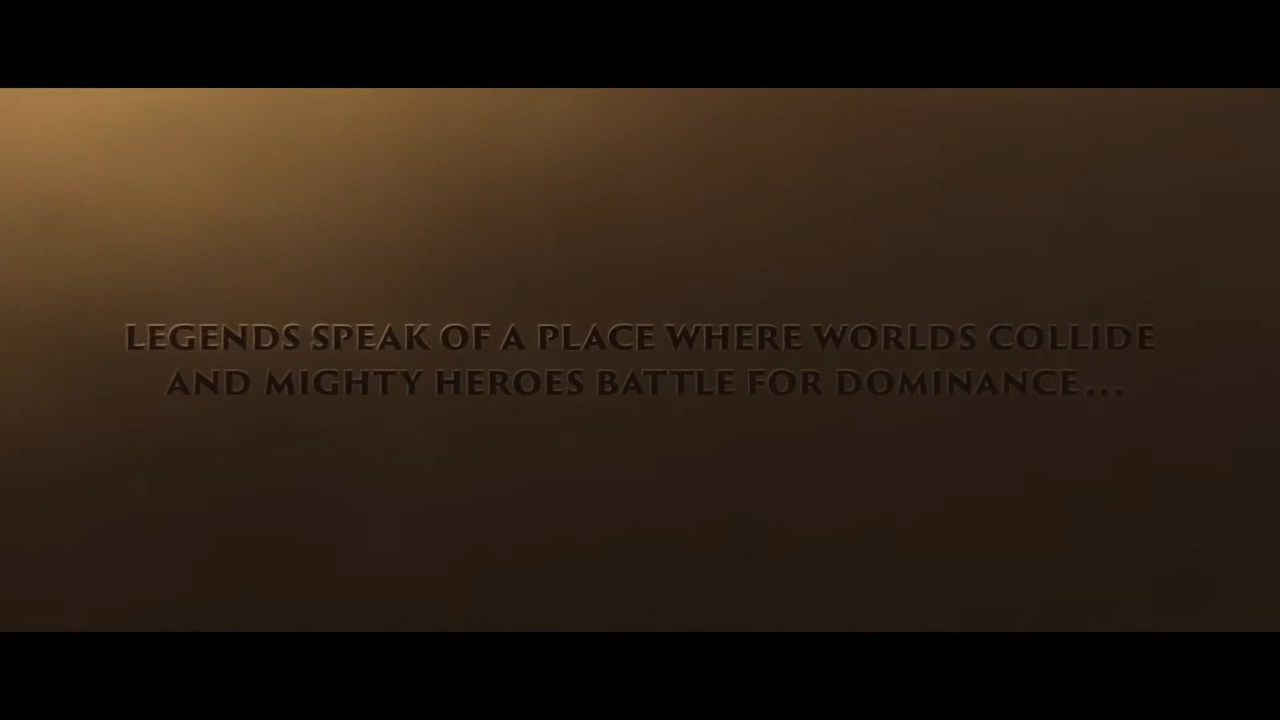 LEGENDS SPEAK OF A PLACE WHERE WORLDS COLLIDE
AND MIGHTY HEROES BATTLE FOR DOMINANCE...